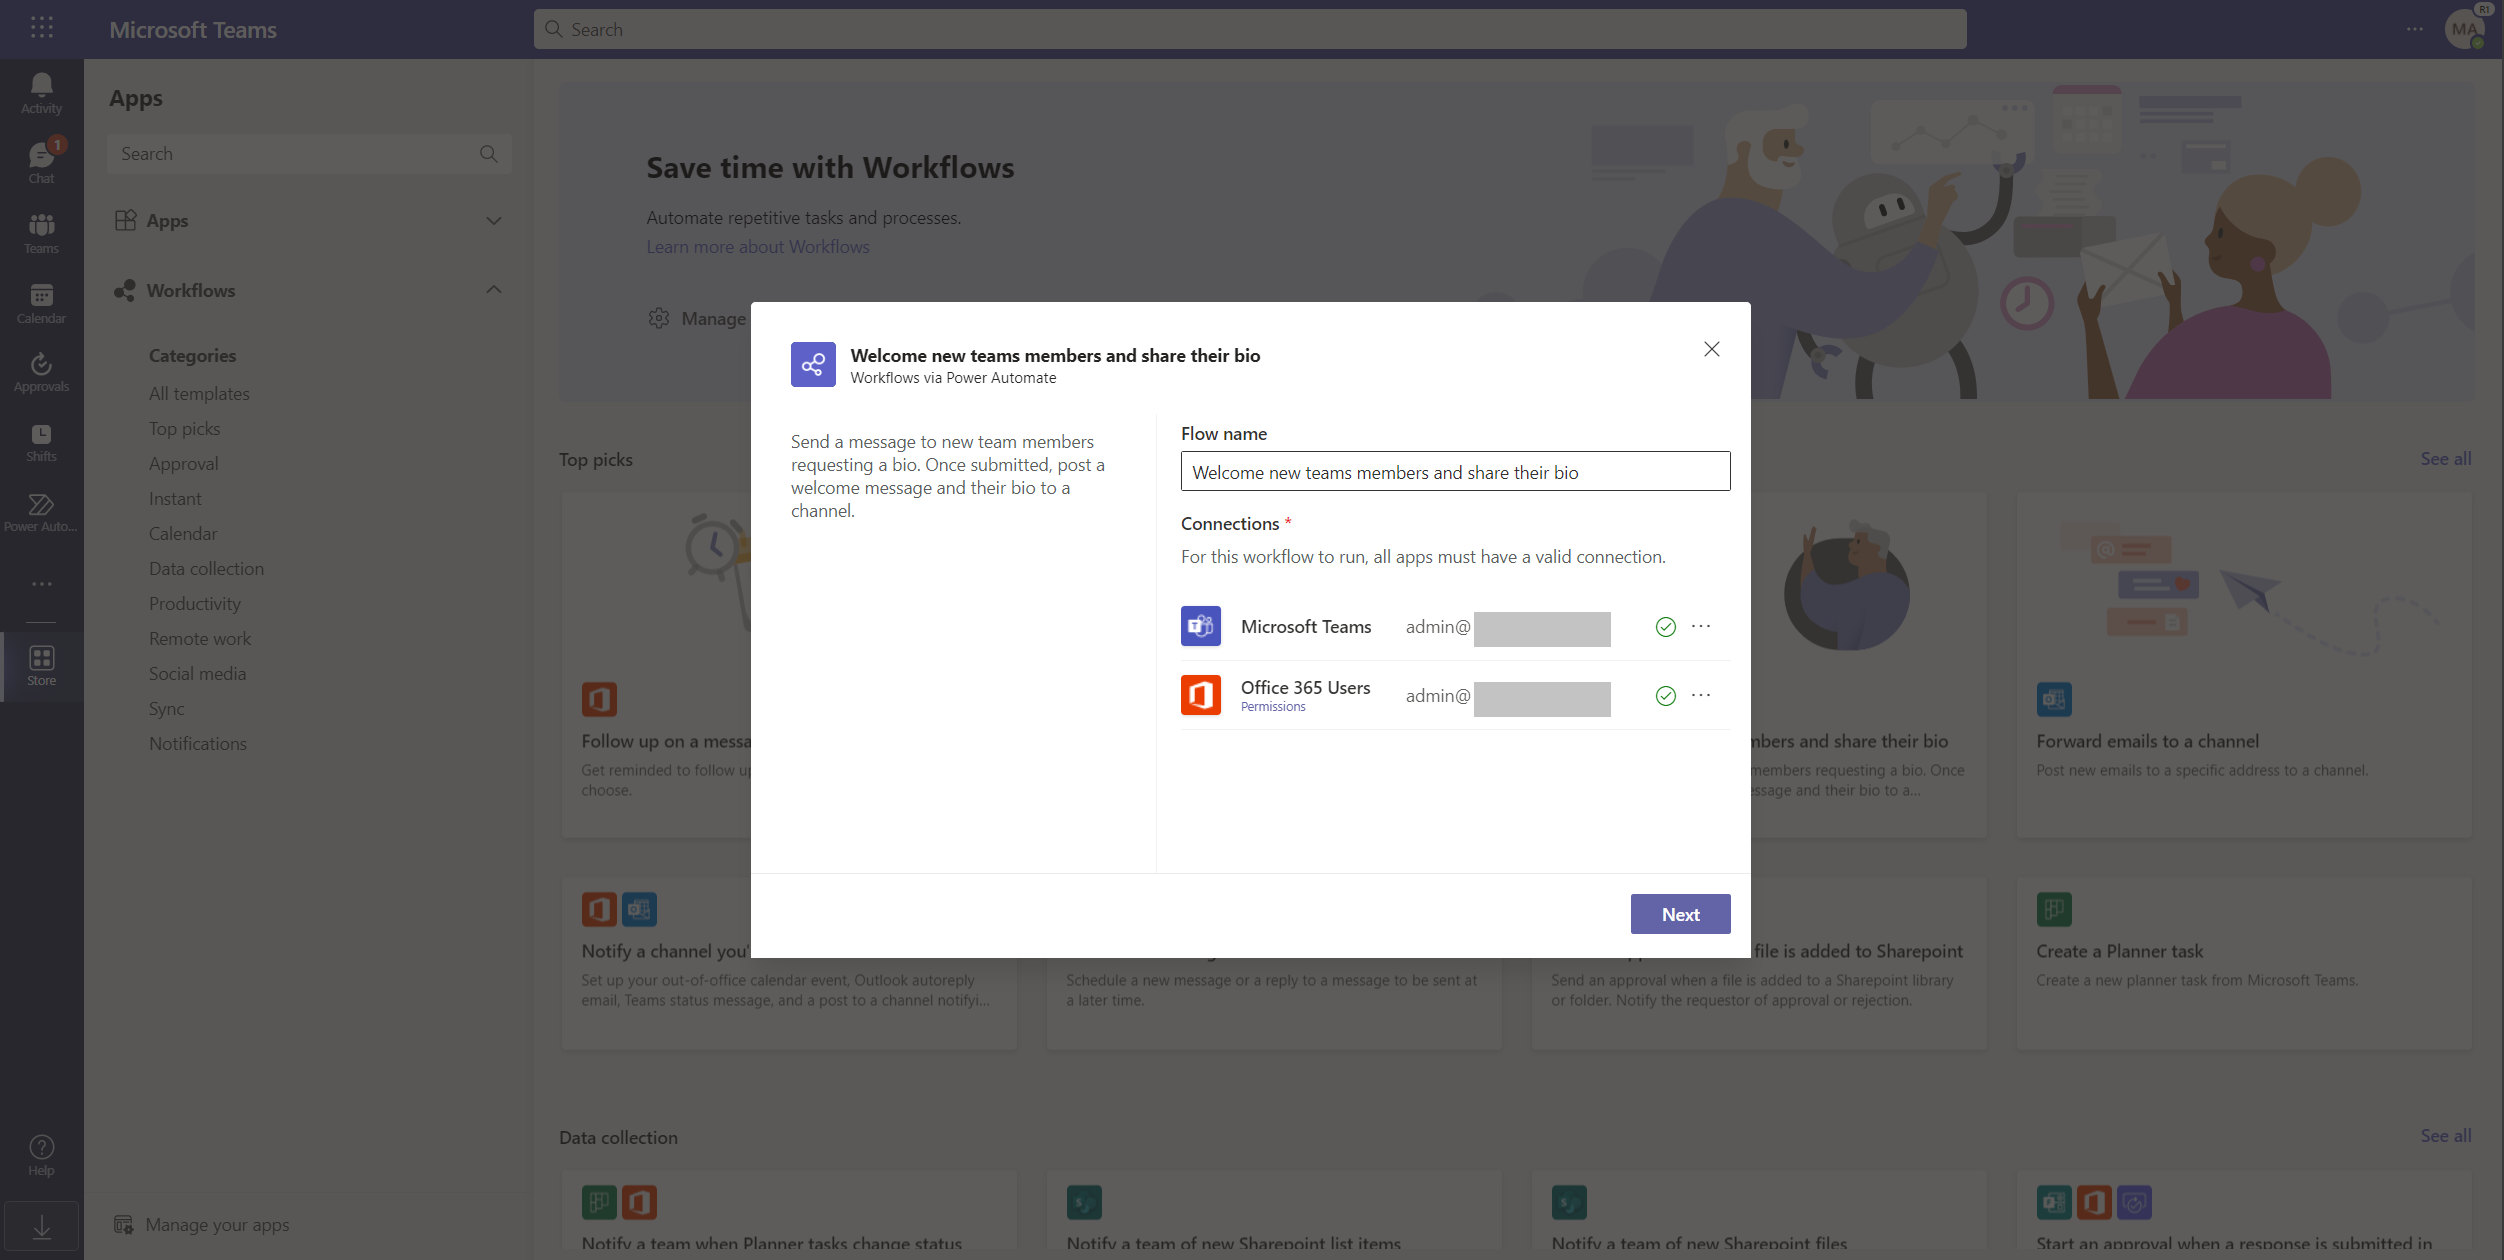 Microsoft Teams
Search
MA
R1
Activity
1
Chat
Teams
Calendar
Approvals
Shifts
Power Auto...
Store
Help
Apps
Search
Apps
Workflows
Categories
All templates
Top picks
Approval
Instant
Calendar
Data collection
Productivity
Remote work
Social media
Sync
Notifications
Manage your apps
Save time with Workflows
Automate repetitive tasks and processes.
Learn more about Workflows
Manage
Welcome new teams members and share their bio
Workflows via Power Automate
Send a message to new team members
requesting a bio. Once submitted, post a
welcome message and their bio to a
channel.
Flow name
Welcome new teams members and share their bio
Connections *
For this workflow to run, all apps must have a valid connection.
Microsoft Teams admin@
Office 365 Users admin@
Permissions
Next
Top picks
See all
Follow up on a messa
Get reminded to follow up
choose.
mbers and share their bio
members requesting a bio. Once
essage and their bio to a...
Forward emails to a channel
Post new emails to a specific address to a channel.
Notify a channel you'
Set up your out-of-office calendar event, Outlook autoreply
email, Teams status message, and a post to a channel notifyi...
Schedule a new message or a reply to a message to be sent at
a later time.
file is added to Sharepoint
Send an approval when a file is added to a Sharepoint library
or folder. Notify the requestor of approval or rejection.
Create a Planner task
Create a new planner task from Microsoft Teams.
Data collection
See all
Notify a team when Planner tasks change status
Notify a team of new Sharepoint list items
Notify a team of new Sharepoint files
Start an approval when a response is submitted in